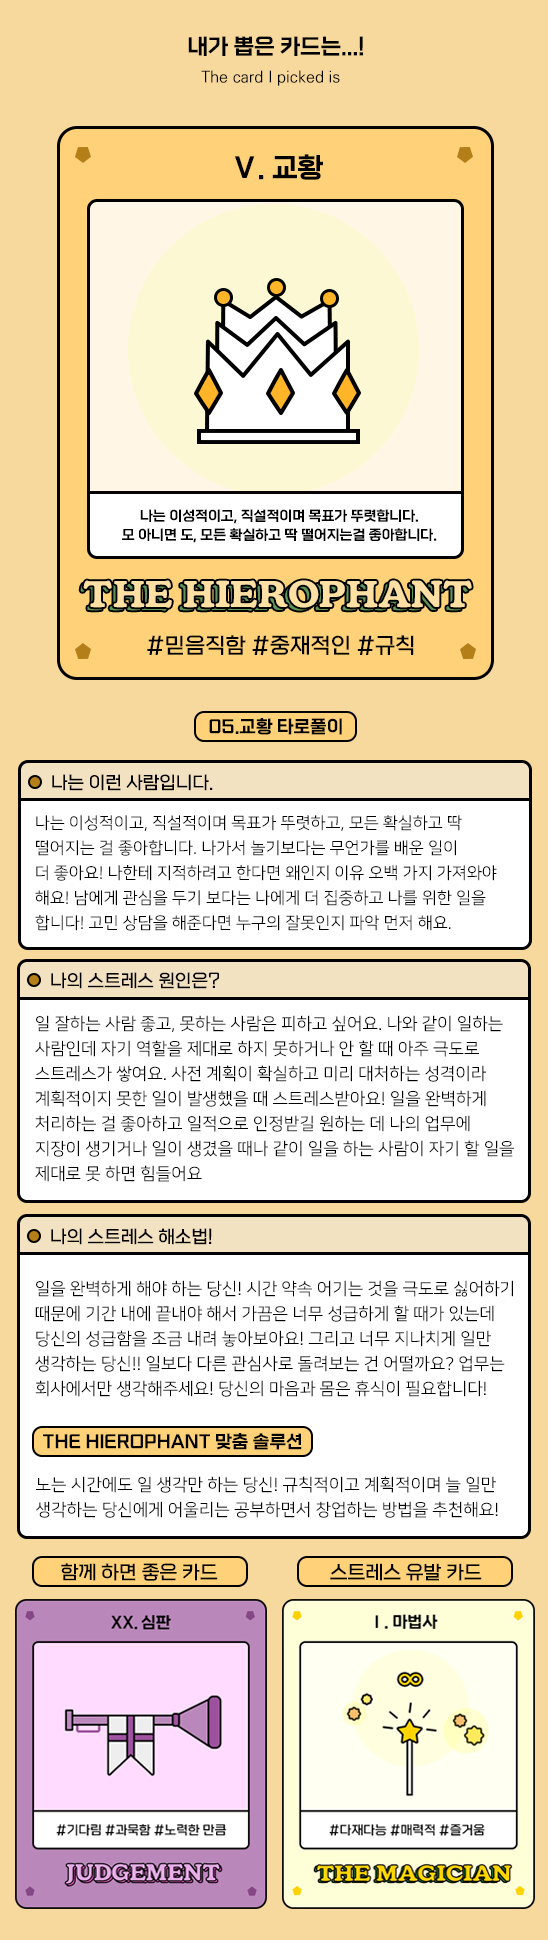 내가 뽑은 카드는...!
The card I picked is
V. 교황
나는 이성적이고, 직설적이며 목표가 뚜렷합니다.
모 아니면 도, 모든 확실하고 딱 떨어지는걸 좋아합니다.
THE HIEROPHANT
#믿음직함 #중재적인 #규칙
05.교황 타로풀이
나는 이런 사람입니다.
나는 이성적이고, 직설적이며 목표가 뚜렷하고, 모든 확실하고 딱
떨어지는 걸 좋아합니다. 나가서 놀기보다는 무언가를 배운 일이
더 좋아요! 나한테 지적하려고 한다면 왜인지 이유 오백 가지 가져와야
해요! 남에게 관심을 두기 보다는 나에게 더 집중하고 나를 위한 일을
합니다! 고민 상담을 해준다면 누구의 잘못인지 파악 먼저 해요.
나의 스트레스 원인은?
일 잘하는 사람 좋고, 못하는 사람은 피하고 싶어요. 나와 같이 일하는
사람인데 자기 역할을 제대로 하지 못하거나 안 할 때 아주 극도로
스트레스가 쌓여요. 사전 계획이 확실하고 미리 대처하는 성격이라
계획적이지 못한 일이 발생했을 때 스트레스받아요! 일을 완벽하게
처리하는 걸 좋아하고 일적으로 인정받길 원하는 데 나의 업무에
지장이 생기거나 일이 생겼을 때나 같이 일을 하는 사람이 자기 할 일을
제대로 못 하면 힘들어요
나의 스트레스 해소법!
일을 완벽하게 해야 하는 당신! 시간 약속 어기는 것을 극도로 싫어하기
때문에 기간 내에 끝내야 해서 가끔은 너무 성급하게 할 때가 있는데
당신의 성급함을 조금 내려 놓아보아요! 그리고 너무 지나치게 일만
생각하는 당신!! 일보다 다른 관심사로 돌려보는 건 어떨까요? 업무는
회사에서만 생각해주세요! 당신의 마음과 몸은 휴식이 필요합니다!
THE HIEROPHANT 맞춤 솔루션
노는 시간에도 일 생각만 하는 당신! 규칙적이고 계획적이며 늘 일만
생각하는 당신에게 어울리는 공부하면서 창업하는 방법을 추천해요!
함께 하면 좋은 카드
스트레스 유발 카드
XX. 심판
I. 마법사
#기다림 #과묵함 #노력한 만큼
#다재다능 #매력적 #즐거움
JUDGEMENT
THE MAGICIAN